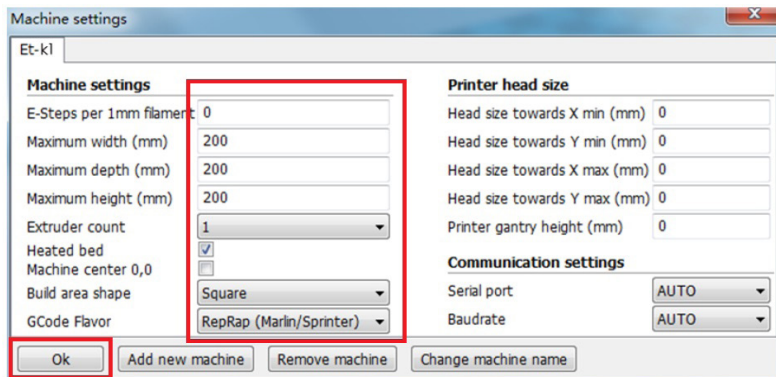 Machine settings
Et-k1
Machine settings
E-Steps per 1mm filament 0
Maximum width (mm) 200
Maximum depth (mm) 200
Maximum height (mm) 200
Extruder count 1
Heated bed
Machine center 0,0
Build area shape Square
GCode Flavor RepRap (Marlin/Sprinter)
Printer head size
Head size towards X min (mm) 0
Head size towards Y min (mm) 0
Head size towards X max (mm) 0
Head size towards Y max (mm) 0
Printer gantry height (mm) 0
Communication settings
Serial port AUTO
Baudrate AUTO
Ok Add new machine Remove machine Change machine name